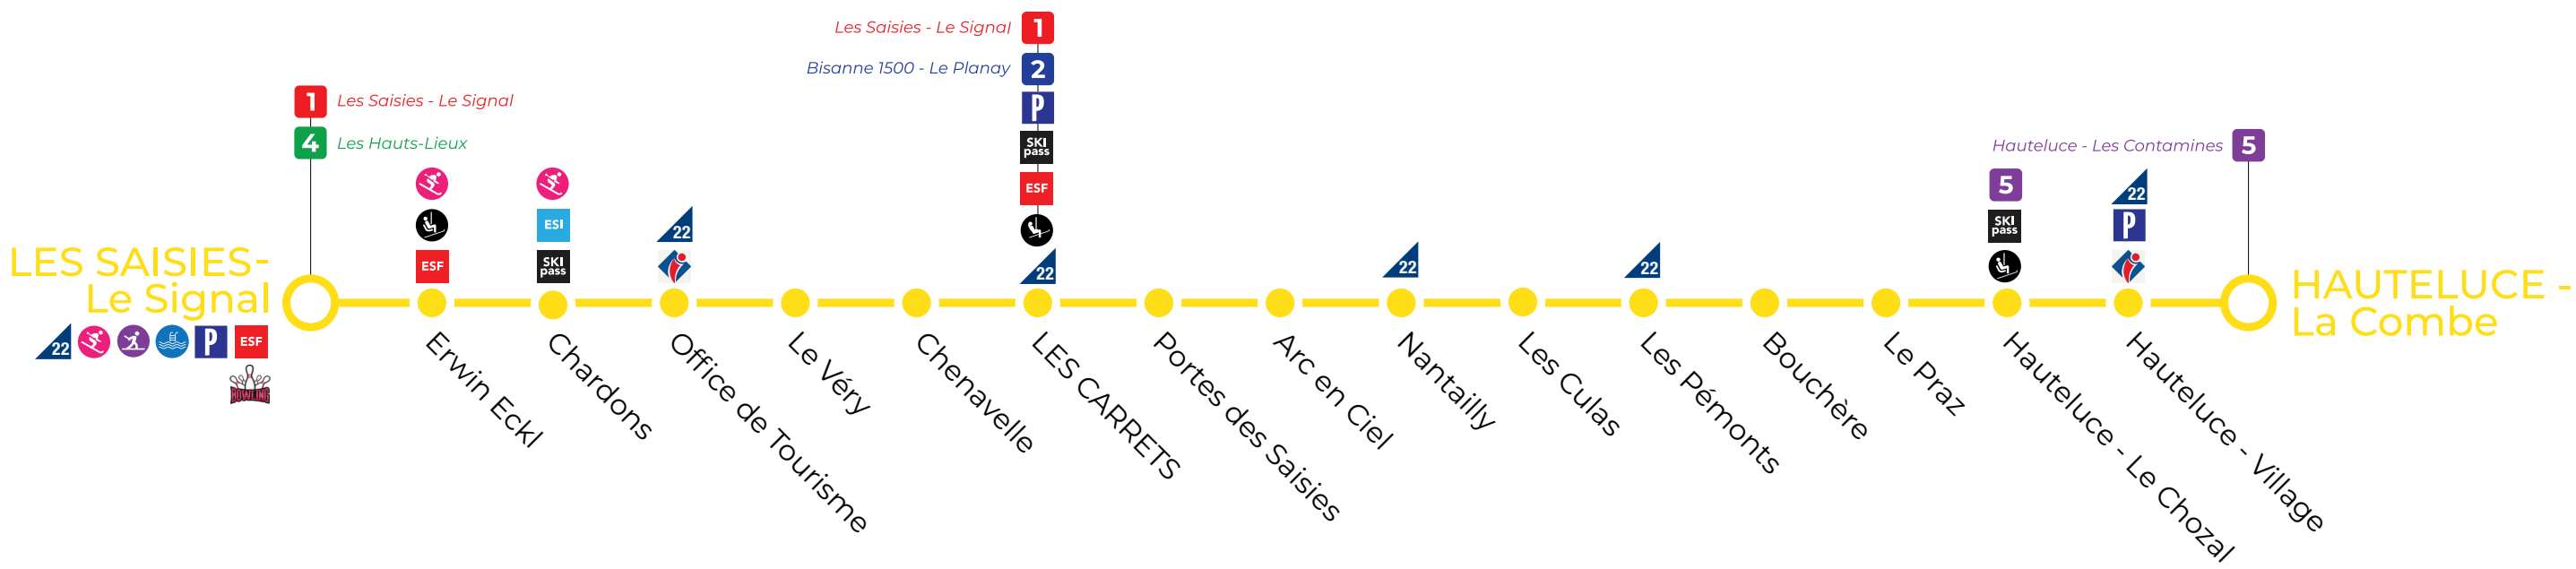 Les Saisies - Le Signal 1
Bisanne 1500 - Le Planay 2
P
SKI
pass
ESF
22
1 Les Saisies - Le Signal
4 Les Hauts-Lieux
ESF
ESI
SKI
pass
22
22
22
Hauteluce - Les Contamines 5
5
SKI
pass
22
P
LES SAISIES-
Le Signal
22 P ESF
BOWLING
HAUTELUCE -
La Combe
Erwin Eckl
Chardons
Office de Tourisme
Le Véry
Chenavelle
LES CARRETS
Portes des Saisies
Arc en Ciel
Nantailly
Les Culas
Les Pémonts
Bouchère
Le Praz
Hauteluce - Le Chozal
Hauteluce - Village